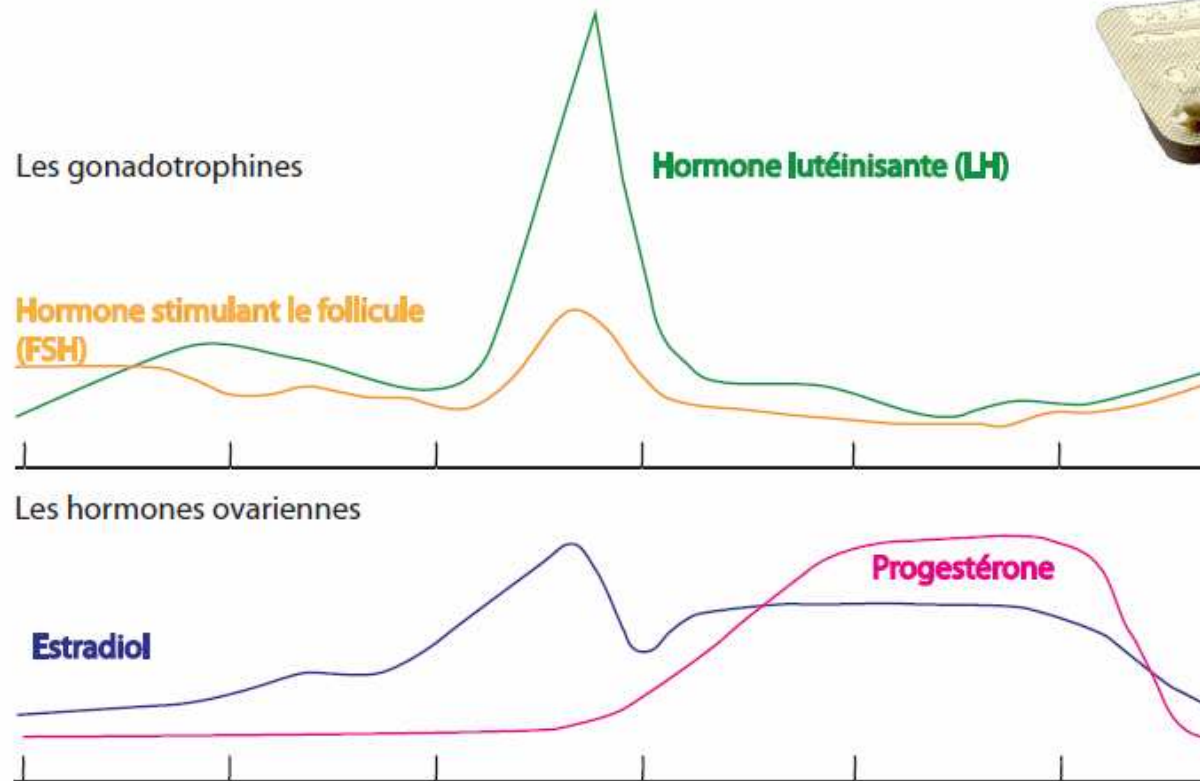 Les gonadotrophines
Hormone lutéinisante (LH)
Hormone stimulant le follicule
(FSH)
Les hormones ovariennes
Progestérone
Estradiol